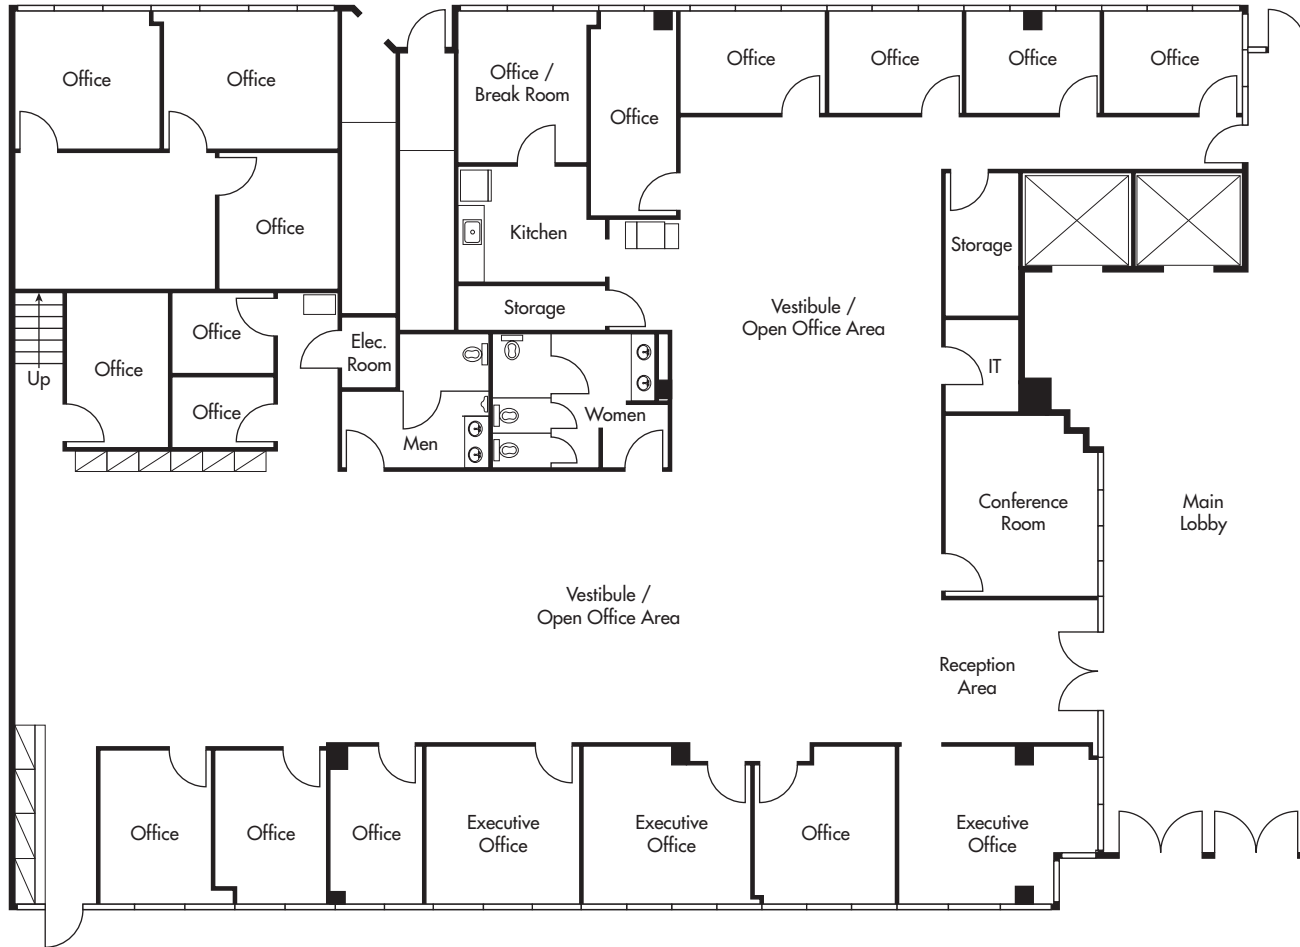 Office
Office
Office /
Break Room
Office
Office
Office
Office
Office
Office
Kitchen
Storage
Storage
Vestibule /
Open Office Area
Office
Up
Office
Office
Elec.
Room
Men
Women
IT
Conference
Room
Main
Lobby
Vestibule /
Open Office Area
Reception
Area
Office
Office
Office
Executive
Office
Executive
Office
Office
Executive
Office